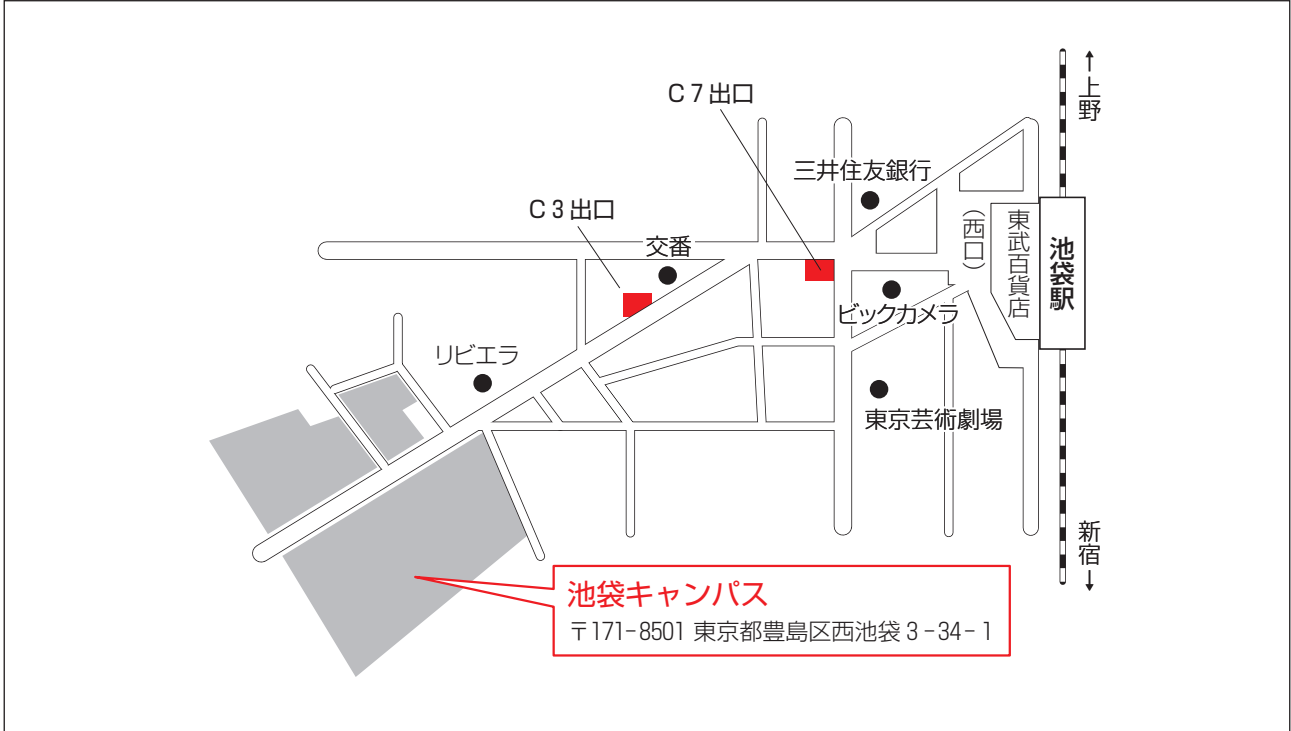 ↑上野
C7出口
三井住友銀行
C3出口
交番
(西口)
東武百貨店
池袋駅
ビックカメラ
リビエラ
東京芸術劇場
新宿↓
池袋キャンパス
〒171-8501 東京都豊島区西池袋3-34-1